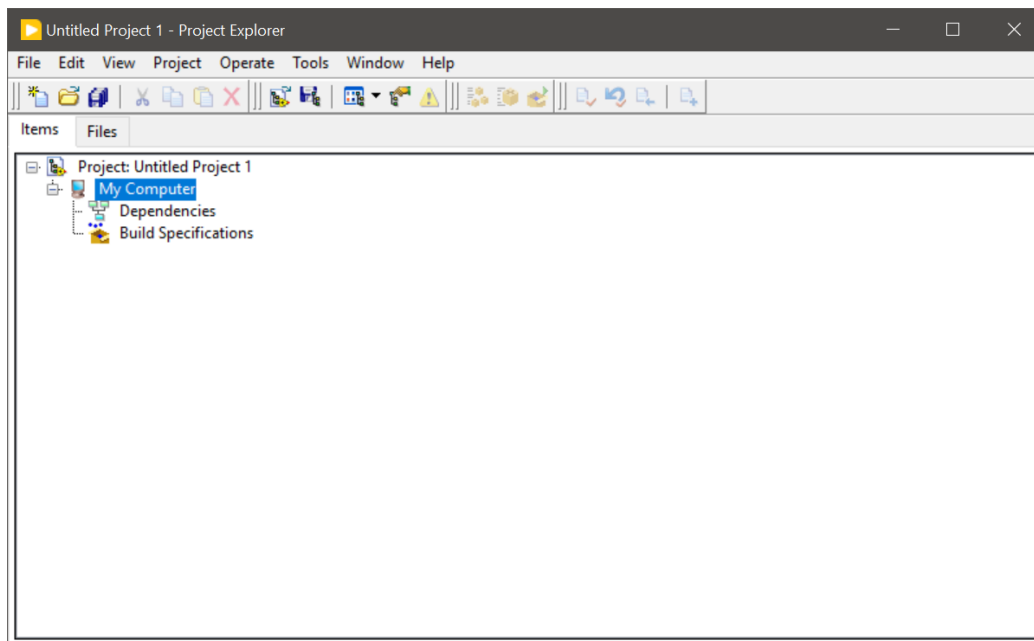 Untitled Project 1 - Project Explorer
File Edit View Project Operate Tools Window Help
Items Files
Project: Untitled Project 1
My Computer
Dependencies
Build Specifications